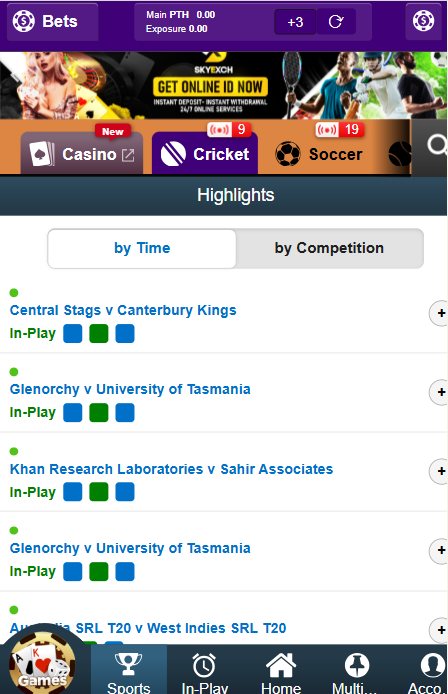 Bets
Main PTH 0.00
Exposure 0.00
+3
SKYEXCH
GET ONLINE ID NOW
INSTANT DEPOSIT- INSTANT WITHDRAWAL
24/7 ONLINE SERVICES
New
9
19
Casino
Cricket
Soccer
Highlights
by Time
by Competition
Central Stags v Canterbury Kings
+
In-Play
Glenorchy v University of Tasmania
+
In-Play
Khan Research Laboratories v Sahir Associates
+
In-Play
Glenorchy v University of Tasmania
+
In-Play
SRL T20 v West Indies SRL T20
+
K
Games
Sports
In-Play
Home
Multi...
Acc